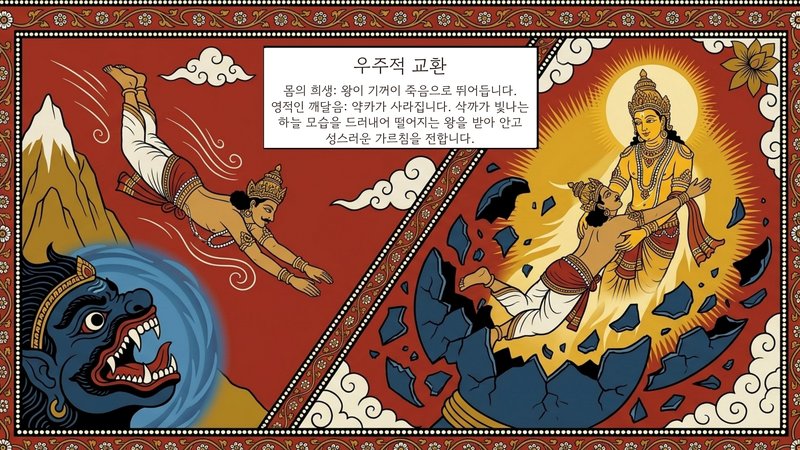 우주적 교환
몸의 희생: 왕이 기꺼이 죽음으로 뛰어듭니다.
영적인 깨달음: 약카가 사라집니다. 삭까가 빛나는
하늘 모습을 드러내어 떨어지는 왕을 받아 안고
성스러운 가르침을 전합니다.